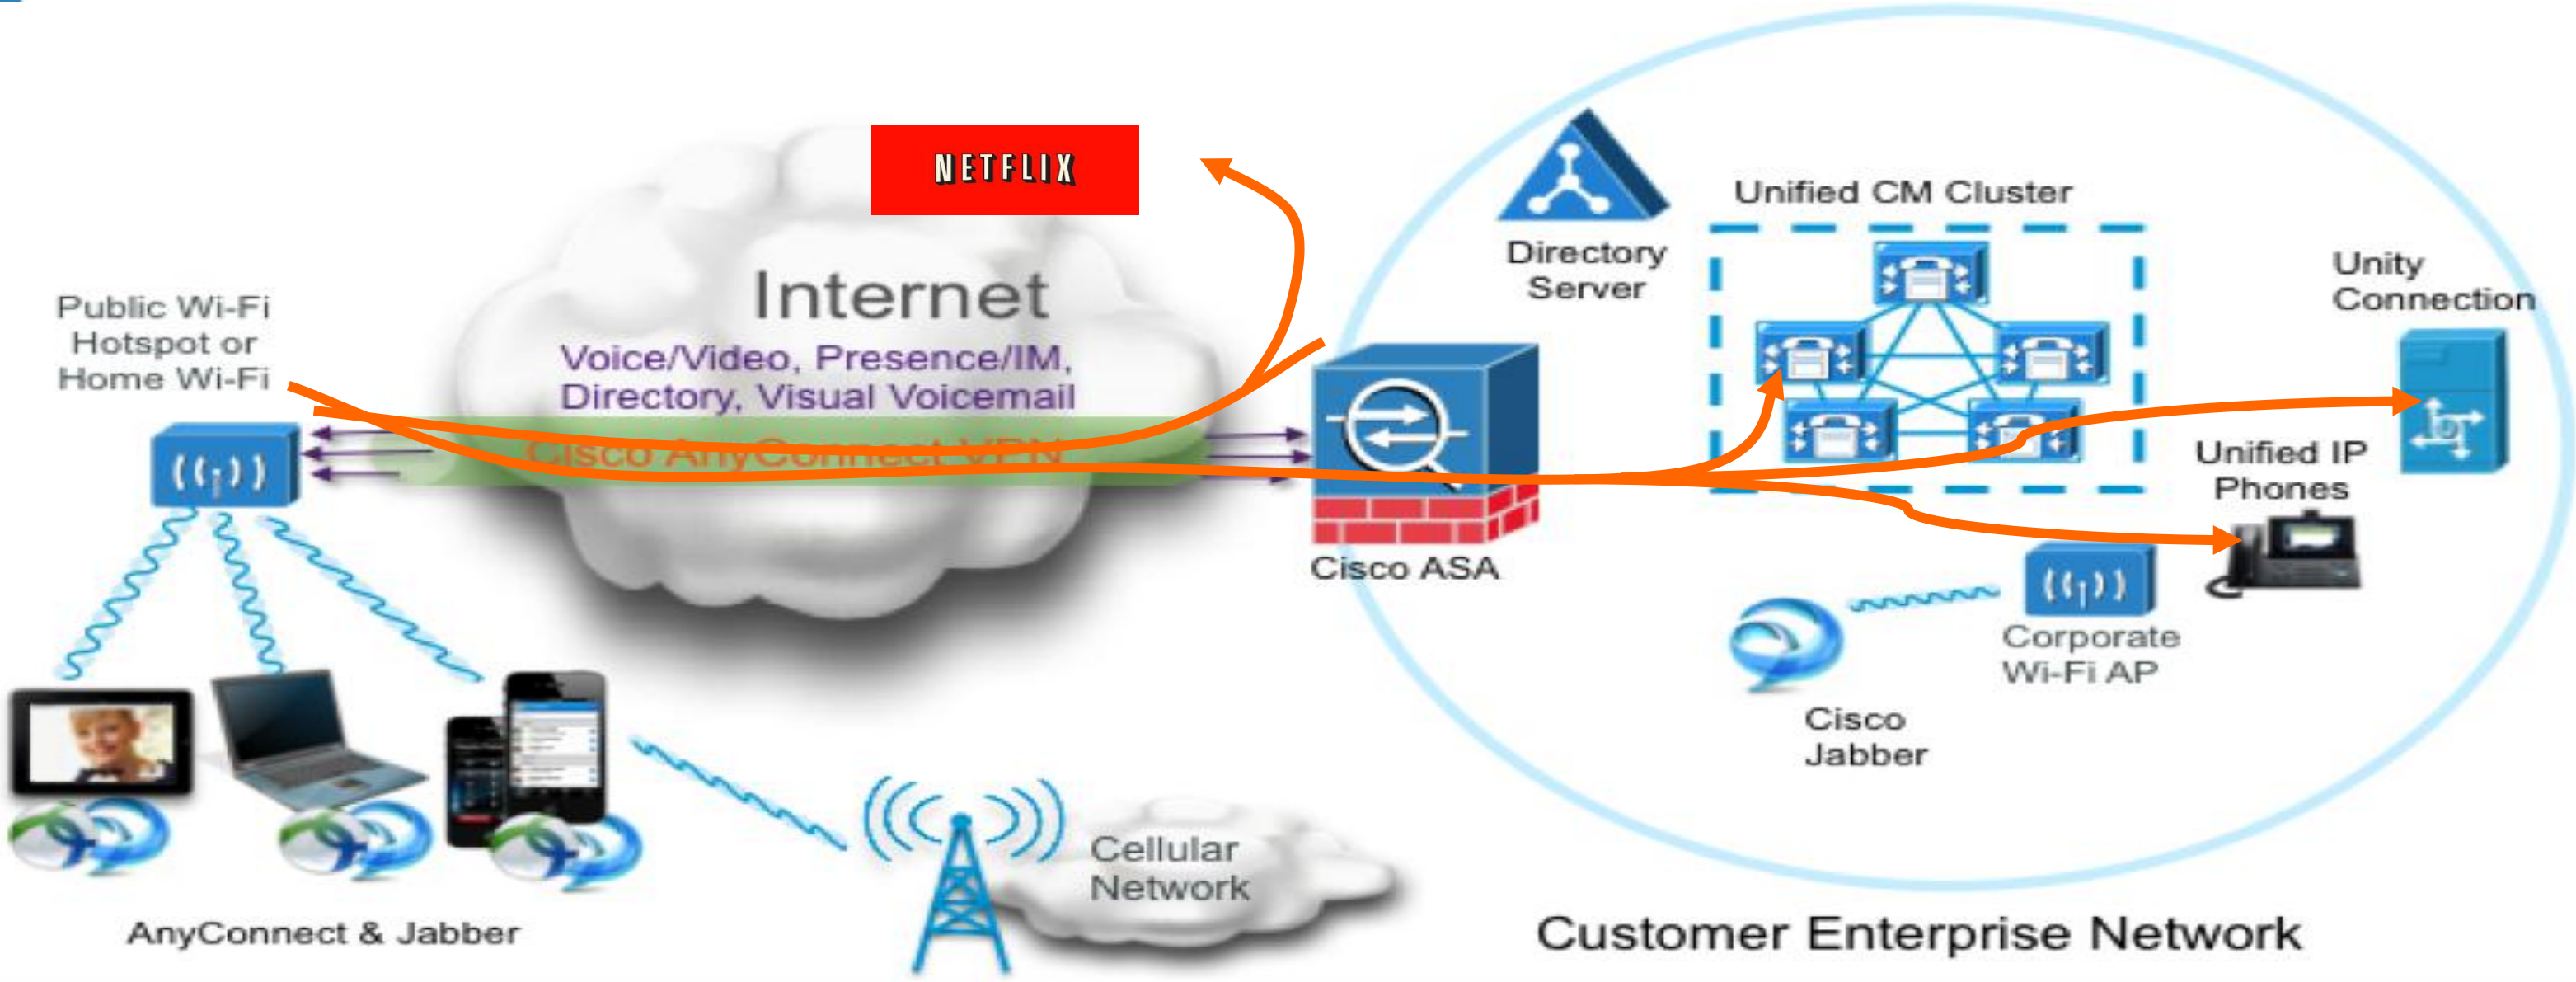 NETFLIX
Internet
Voice/Video, Presence/IM,
Directory, Visual Voicemail
Cisco AnyConnect VPN
Public Wi-Fi
Hotspot or
Home Wi-Fi
AnyConnect & Jabber
Cellular
Network
Cisco ASA
Directory
Server
Unified CM Cluster
Unity
Connection
Unified IP
Phones
Corporate
Wi-Fi AP
Cisco
Jabber
Customer Enterprise Network